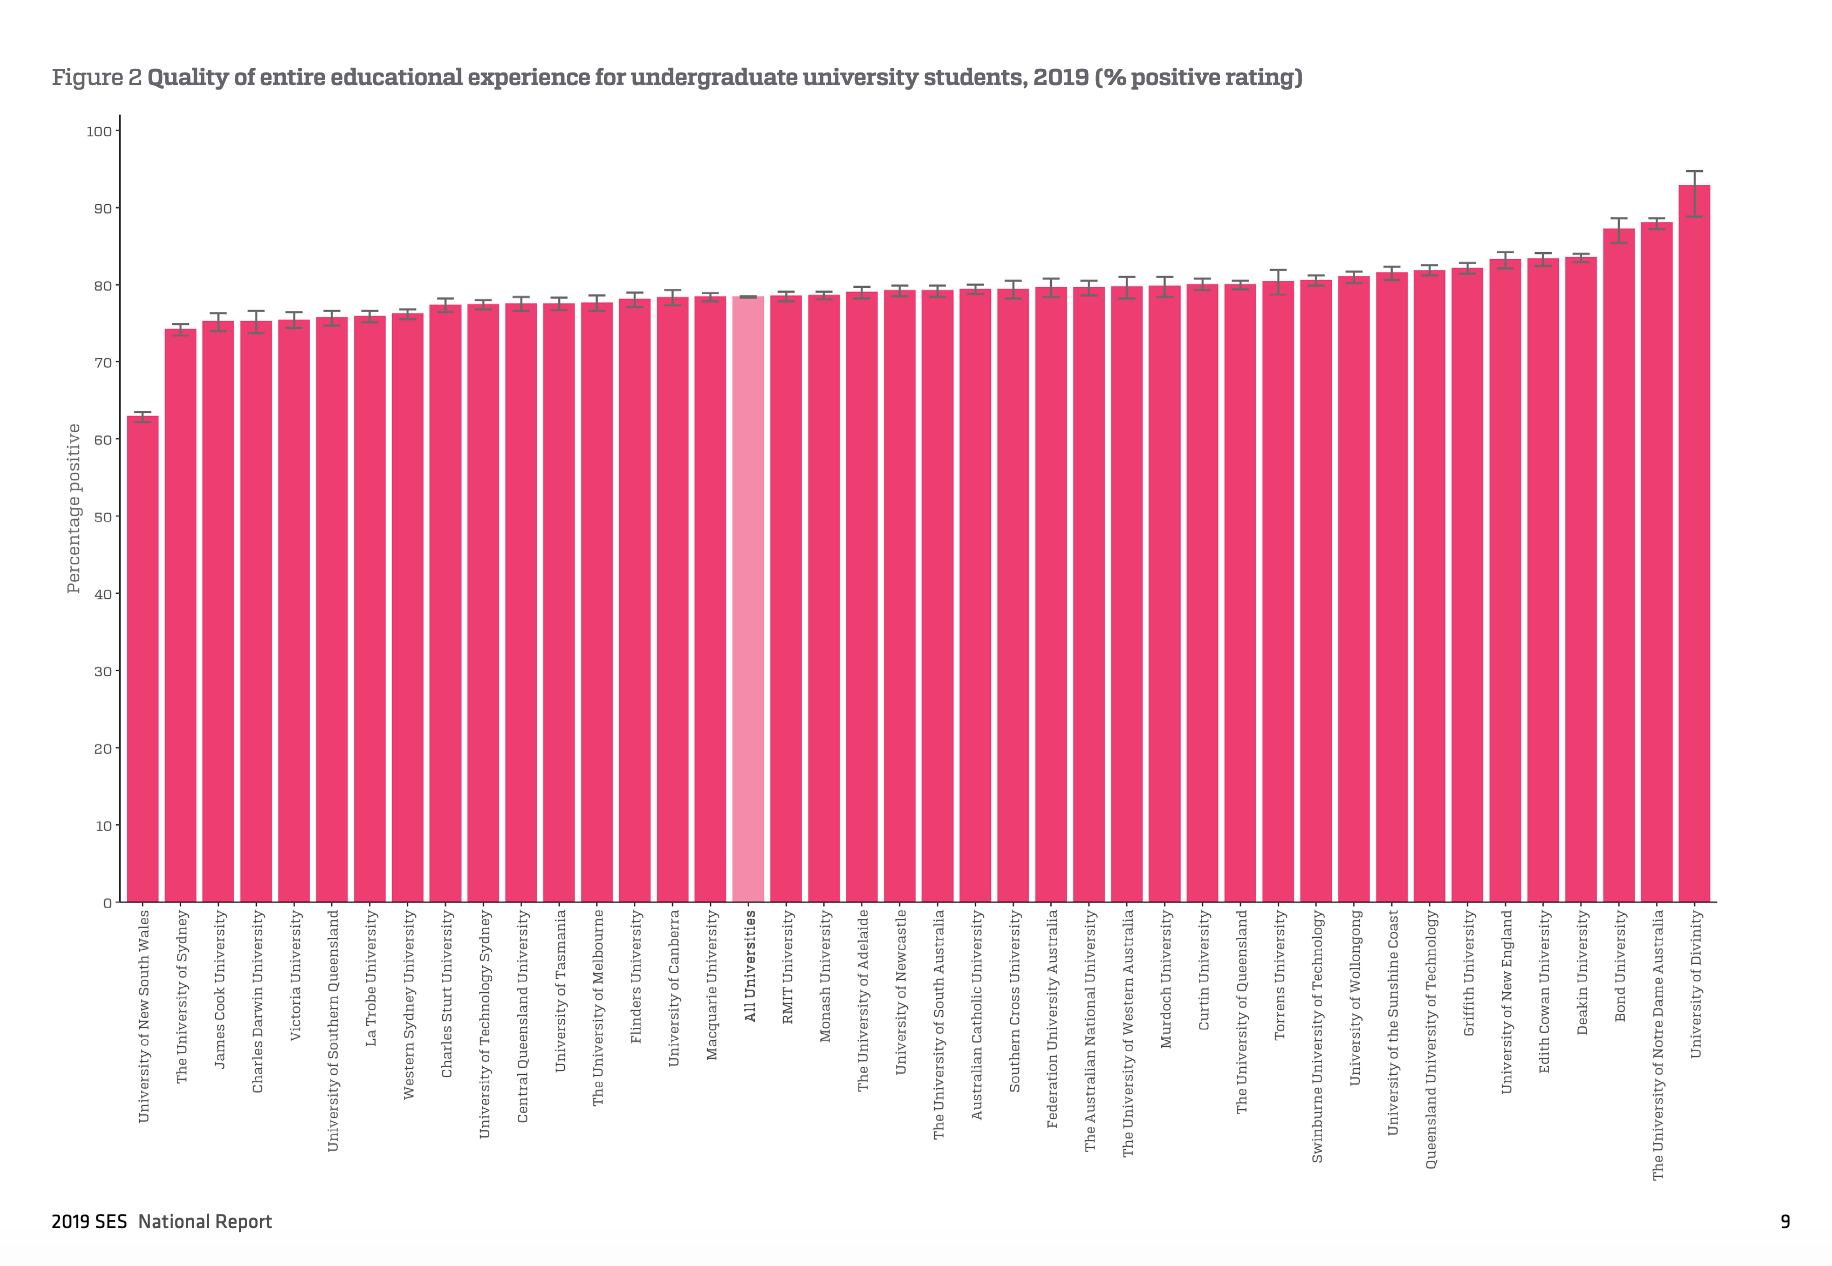 Figure 2 Quality of entire educational experience for undergraduate university students, 2019 (% positive rating)
Percentage positive
100
90
80
70
60
50
40
30
20
10
0
University of New South Wales
The University of Sydney
James Cook University
Charles Darwin University
Victoria University
University of Southern Queensland
La Trobe University
Western Sydney University
Charles Sturt University
University of Technology Sydney
Central Queensland University
University of Tasmania
The University of Melbourne
Flinders University
University of Canberra
Macquarie University
All Universities
RMIT University
Monash University
The University of Adelaide
University of Newcastle
The University of South Australia
Australian Catholic University
Southern Cross University
Federation University Australia
The Australian National University
The University of Western Australia
Murdoch University
Curtin University
The University of Queensland
Torrens University
Swinburne University of Technology
University of Wollongong
University of the Sunshine Coast
Queensland University of Technology
Griffith University
University of New England
Edith Cowan University
Deakin University
Bond University
The University of Notre Dame Australia
University of Divinity
2019 SES National Report
9